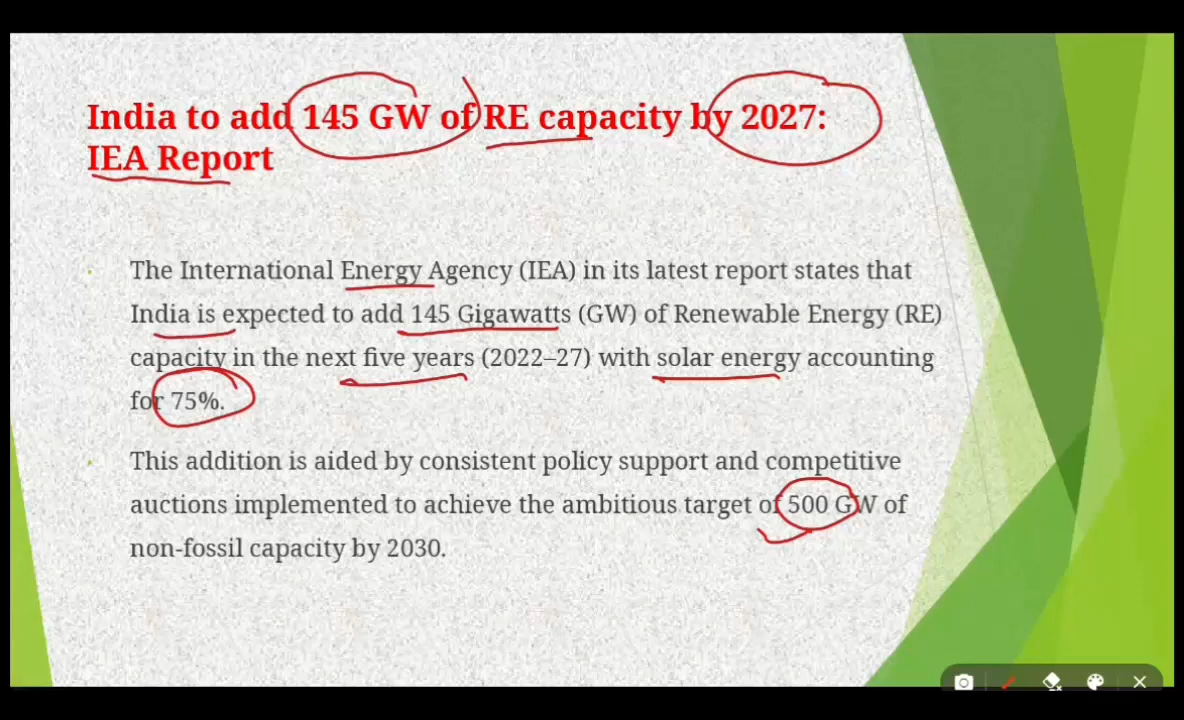 India to add 145 GW of RE capacity by 2027:
IEA Report
The International Energy Agency (IEA) in its latest report states that
India is expected to add 145 Gigawatts (GW) of Renewable Energy (RE)
capacity in the next five years (2022–27) with solar energy accounting
for 75%.
This addition is aided by consistent policy support and competitive
auctions implemented to achieve the ambitious target of 500 GW of
non-fossil capacity by 2030.